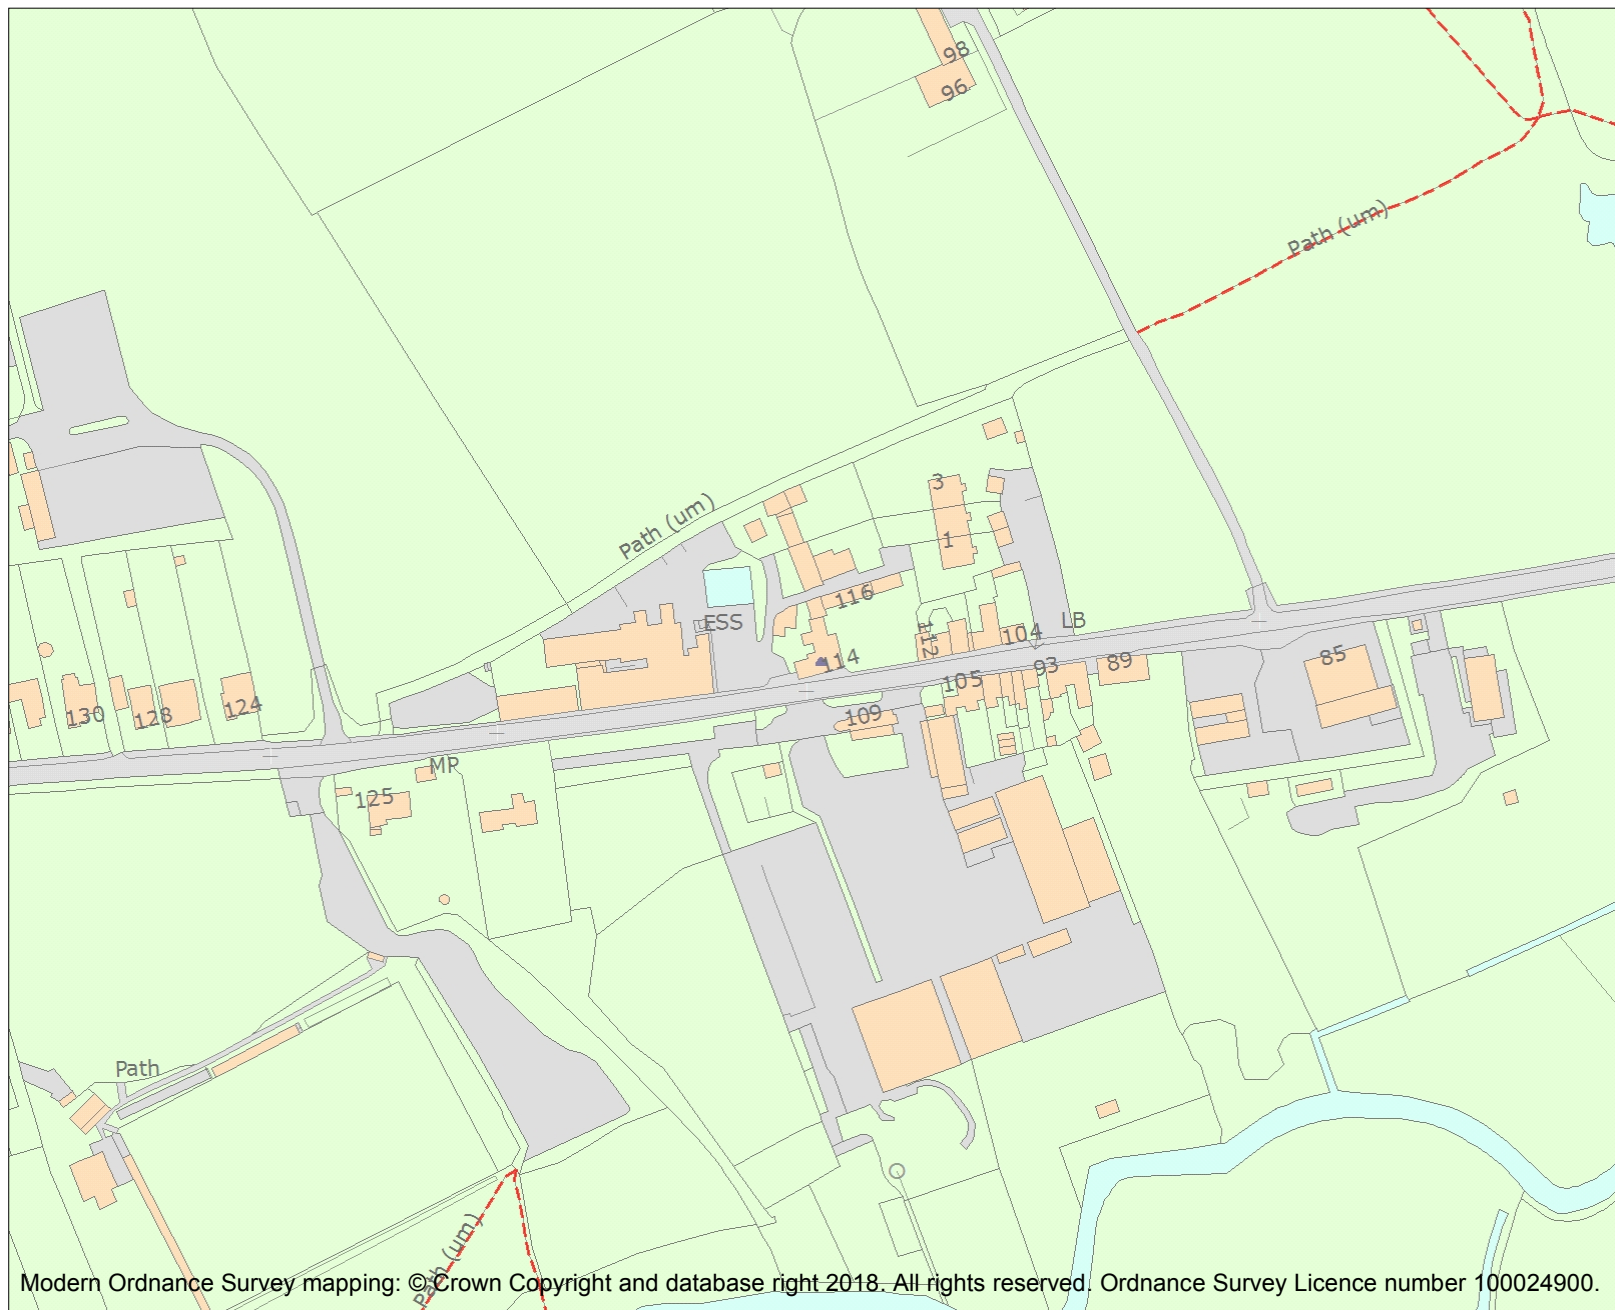 98
96
Path (um)
3
Path (um)
1
116
ESS
112
104
LB
114
105
93
89
85
130
128
124
109
MP
125
Path
Path (um)
Modern Ordnance Survey mapping: © Crown Copyright and database right 2018. All rights reserved. Ordnance Survey Licence number 100024900.